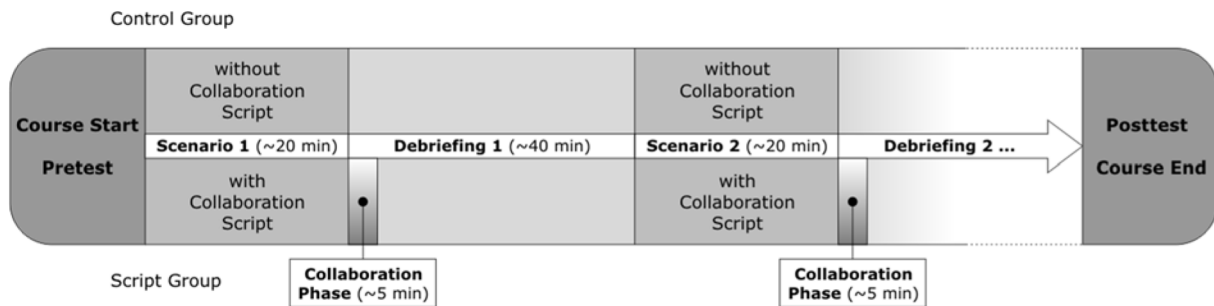 Control Group
Course Start
Pretest
without
Collaboration
Script
Scenario 1 (~20 min)
with
Collaboration
Script
Debriefing 1 (~40 min)
without
Collaboration
Script
Scenario 2 (~20 min)
with
Collaboration
Script
Debriefing 2 ...
Posttest
Course End
Script Group
Collaboration
Phase (~5 min)
Collaboration
Phase (~5 min)